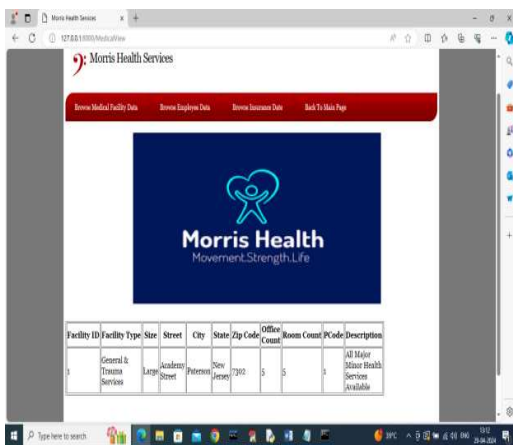 Morris Health Services
127.0.0.1:8000/MedicalView
Morris Health Services
Browse Medical Facility Data Browse Employee Data Browse Insurance Data Back To Main Page
Morris Health
Movement.Strength.Life
Facility ID Facility Type Size Street City State Zip Code Office Count Room Count PCode Description
1 General & Trauma Services Large Academy Street Paterson New Jersey 7302 5 5 1 All Major Minor Health Services Available
Type here to search
39°C
ENG